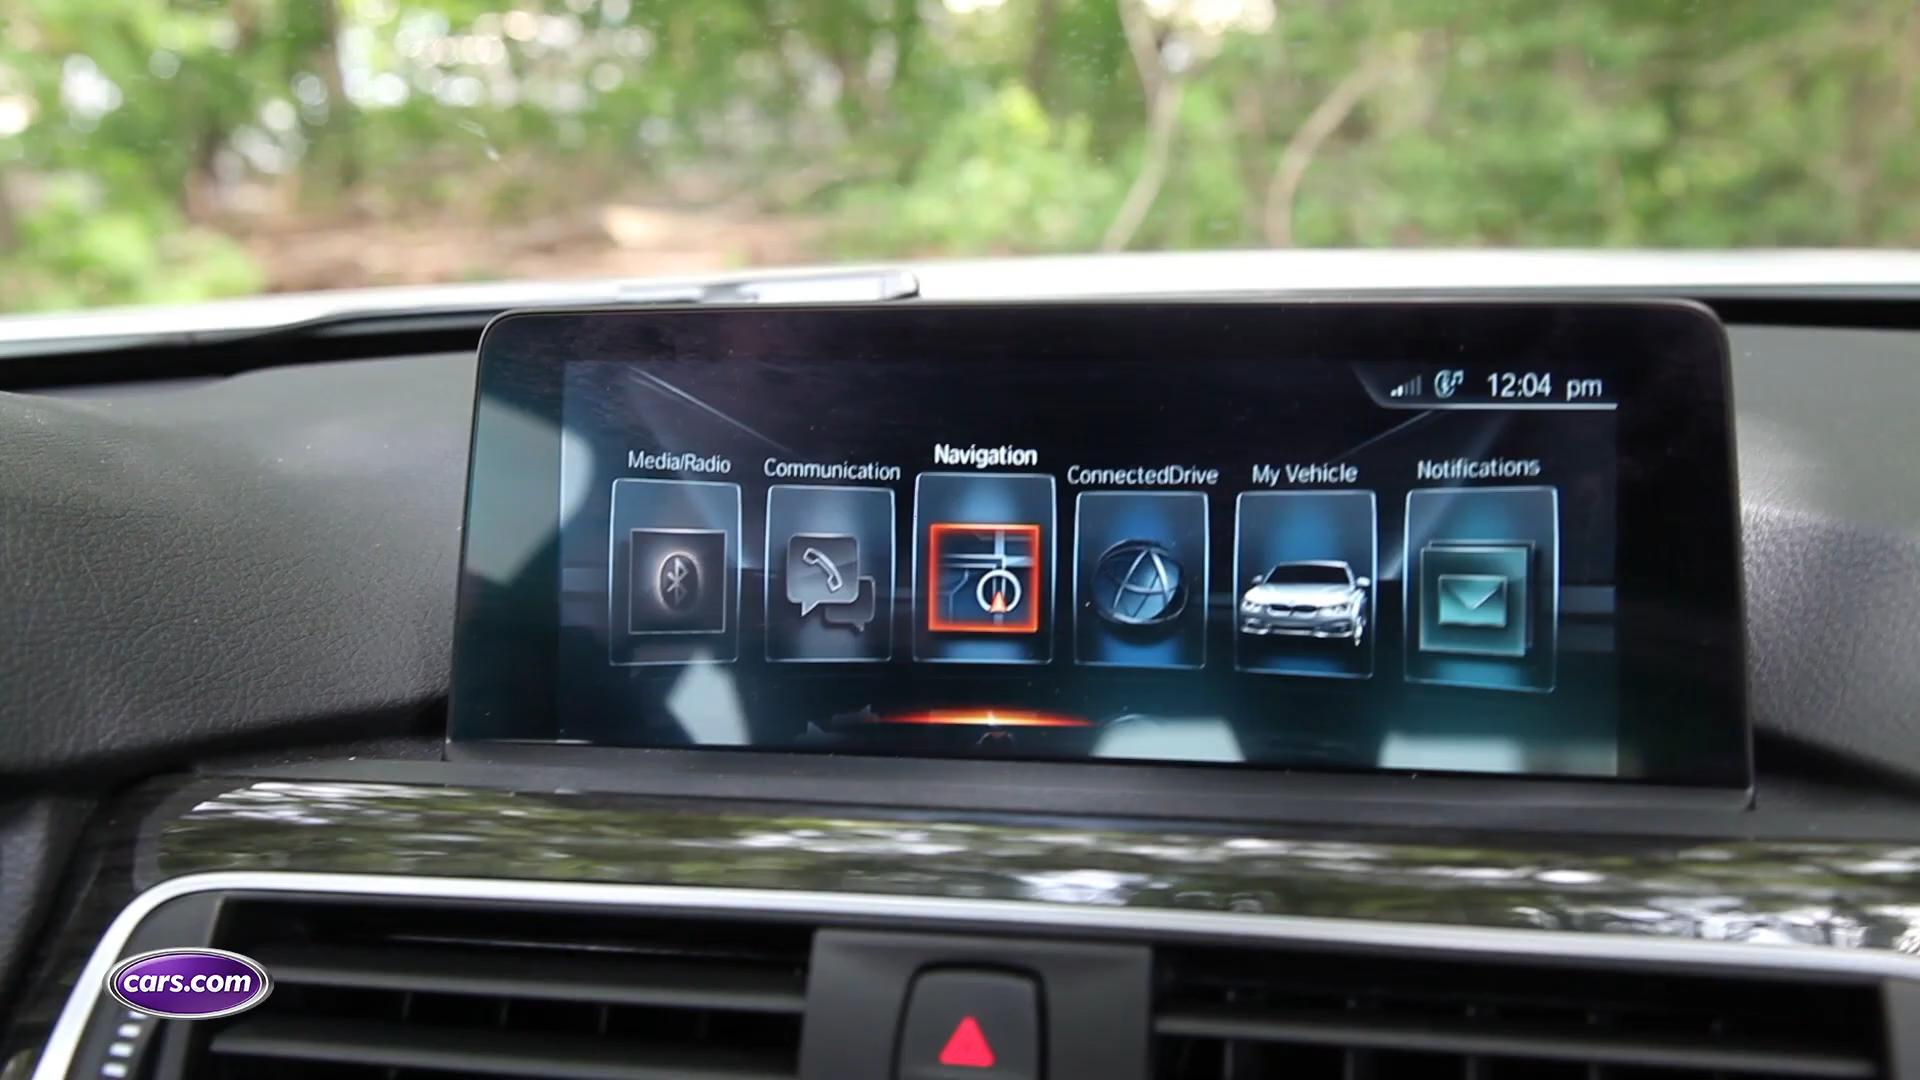 12:04 pm
Media/Radio
Communication
Navigation
ConnectedDrive
My Vehicle
Notifications
cars.com